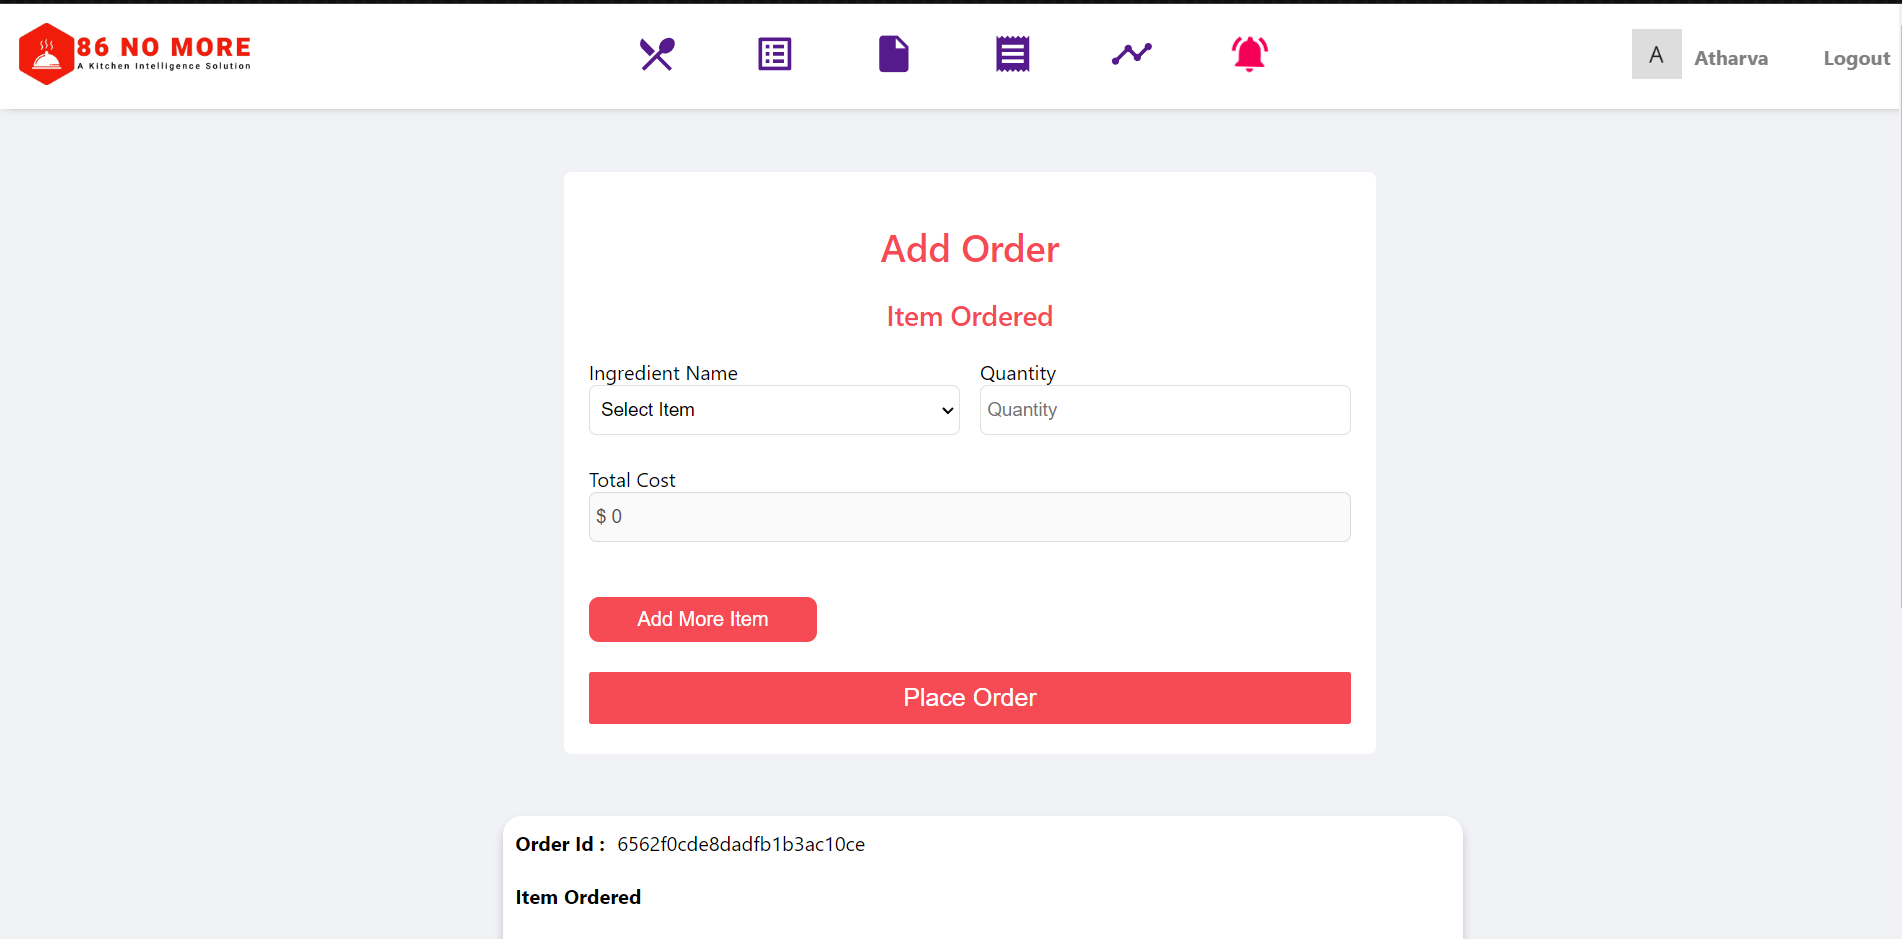 86 NO MORE
A Kitchen Intelligence Solution
A
Atharva
Logout
Add Order
Item Ordered
Ingredient Name
Quantity
Select Item
Quantity
Total Cost
$ 0
Add More Item
Place Order
Order Id : 6562f0cde8dadfb1b3ac10ce
Item Ordered